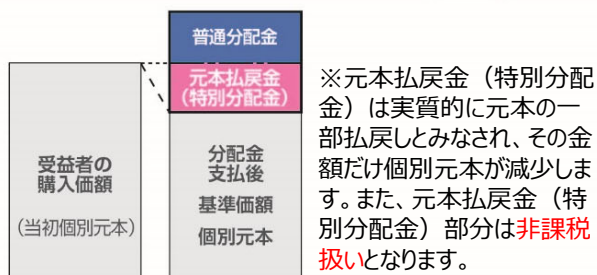 普通分配金
元本払戻金
(特別分配金)
受益者の
購入価額
(当初個別元本)
分配金
支払後
基準価額
個別元本
※元本払戻金（特別分配
金）は実質的に元本の一
部払戻しとみなされ、その金
額だけ個別元本が減少しま
す。また、元本払戻金（特
別分配金）部分は非課税
扱いとなります。